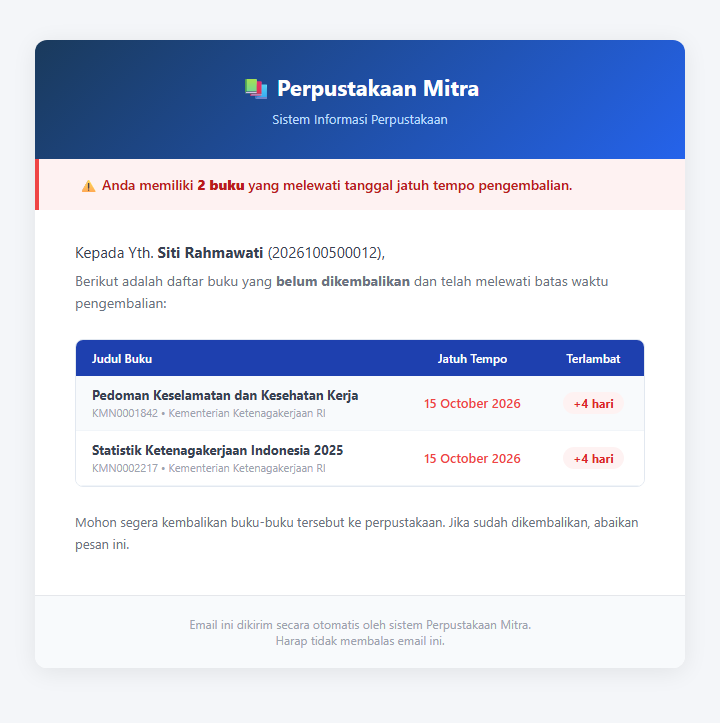 📚 Perpustakaan Mitra
Sistem Informasi Perpustakaan
⚠️ Anda memiliki 2 buku yang melewati tanggal jatuh tempo pengembalian.
Kepada Yth. Siti Rahmawati (2026100500012),
Berikut adalah daftar buku yang belum dikembalikan dan telah melewati batas waktu
pengembalian:
Judul Buku Jatuh Tempo Terlambat
Pedoman Keselamatan dan Kesehatan Kerja
KMN0001842 • Kementerian Ketenagakerjaan RI
15 October 2026 +4 hari
Statistik Ketenagakerjaan Indonesia 2025
KMN0002217 • Kementerian Ketenagakerjaan RI
15 October 2026 +4 hari
Mohon segera kembalikan buku-buku tersebut ke perpustakaan. Jika sudah dikembalikan, abaikan
pesan ini.
Email ini dikirim secara otomatis oleh sistem Perpustakaan Mitra.
Harap tidak membalas email ini.